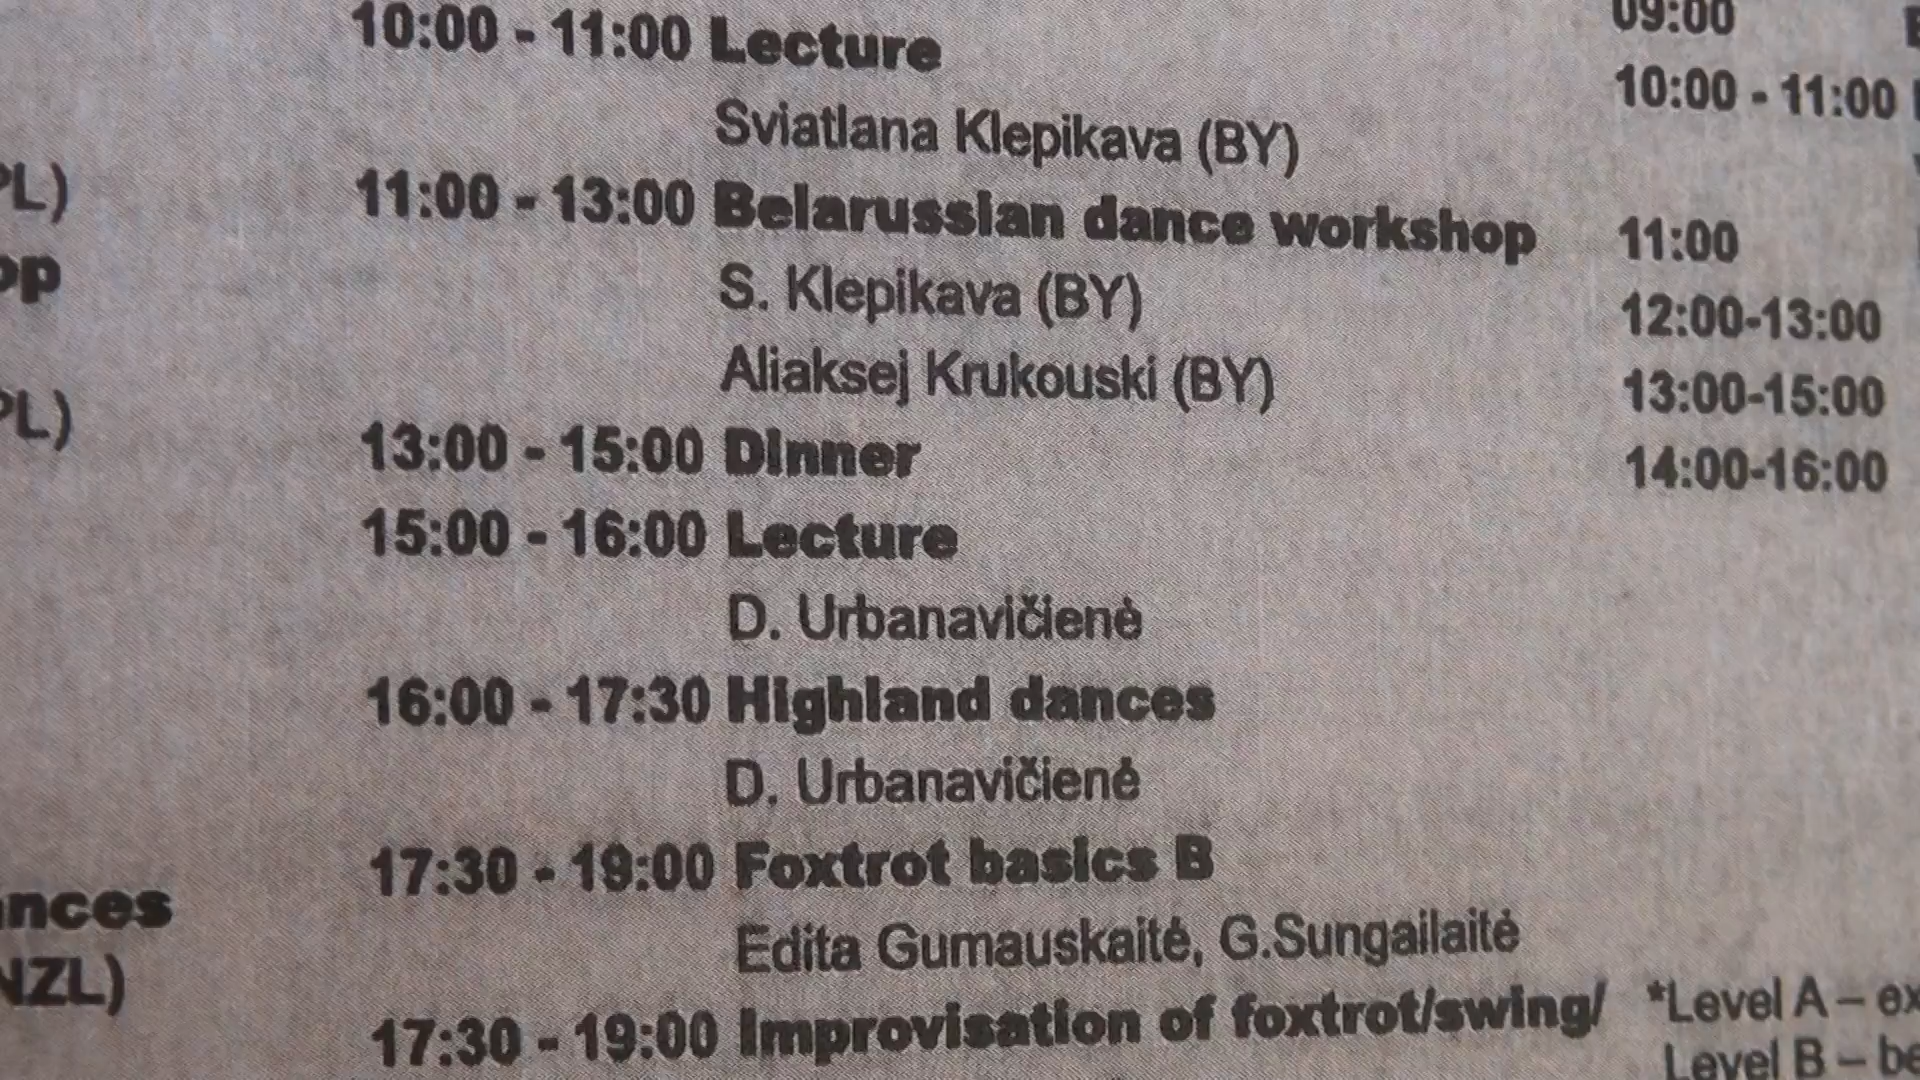 PL)
op
PL)
nces
NZL)
10:00 - 11:00 Lecture
Sviatlana Klepikava (BY)
11:00 - 13:00 Belarussian dance workshop
S. Klepikava (BY)
Aliaksej Krukouski (BY)
13:00 - 15:00 Dinner
15:00 - 16:00 Lecture
D. Urbanavičienė
16:00 - 17:30 Highland dances
D. Urbanavičienė
17:30 - 19:00 Foxtrot basics B
Edita Gumauskaitė, G.Sungailaitė
17:30 - 19:00 Improvisation of foxtrot/swing/
09:00
10:00 - 11:00
11:00
12:00-13:00
13:00-15:00
14:00-16:00
*Level A – ex
Level B – be